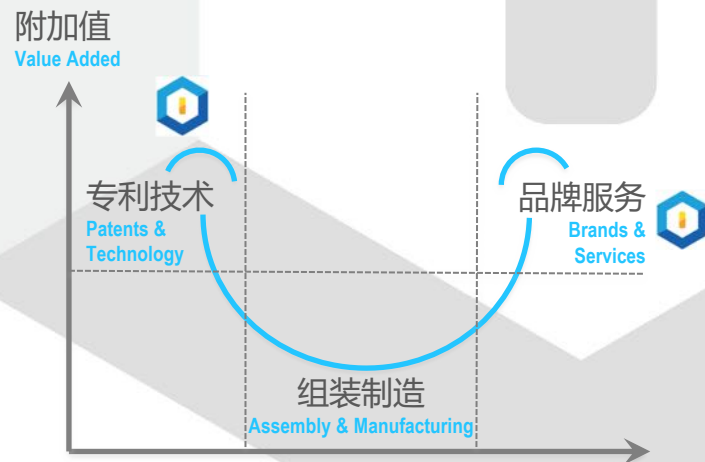 附加值
Value Added
专利技术
Patents &
Technology
品牌服务
Brands &
Services
组装制造
Assembly & Manufacturing